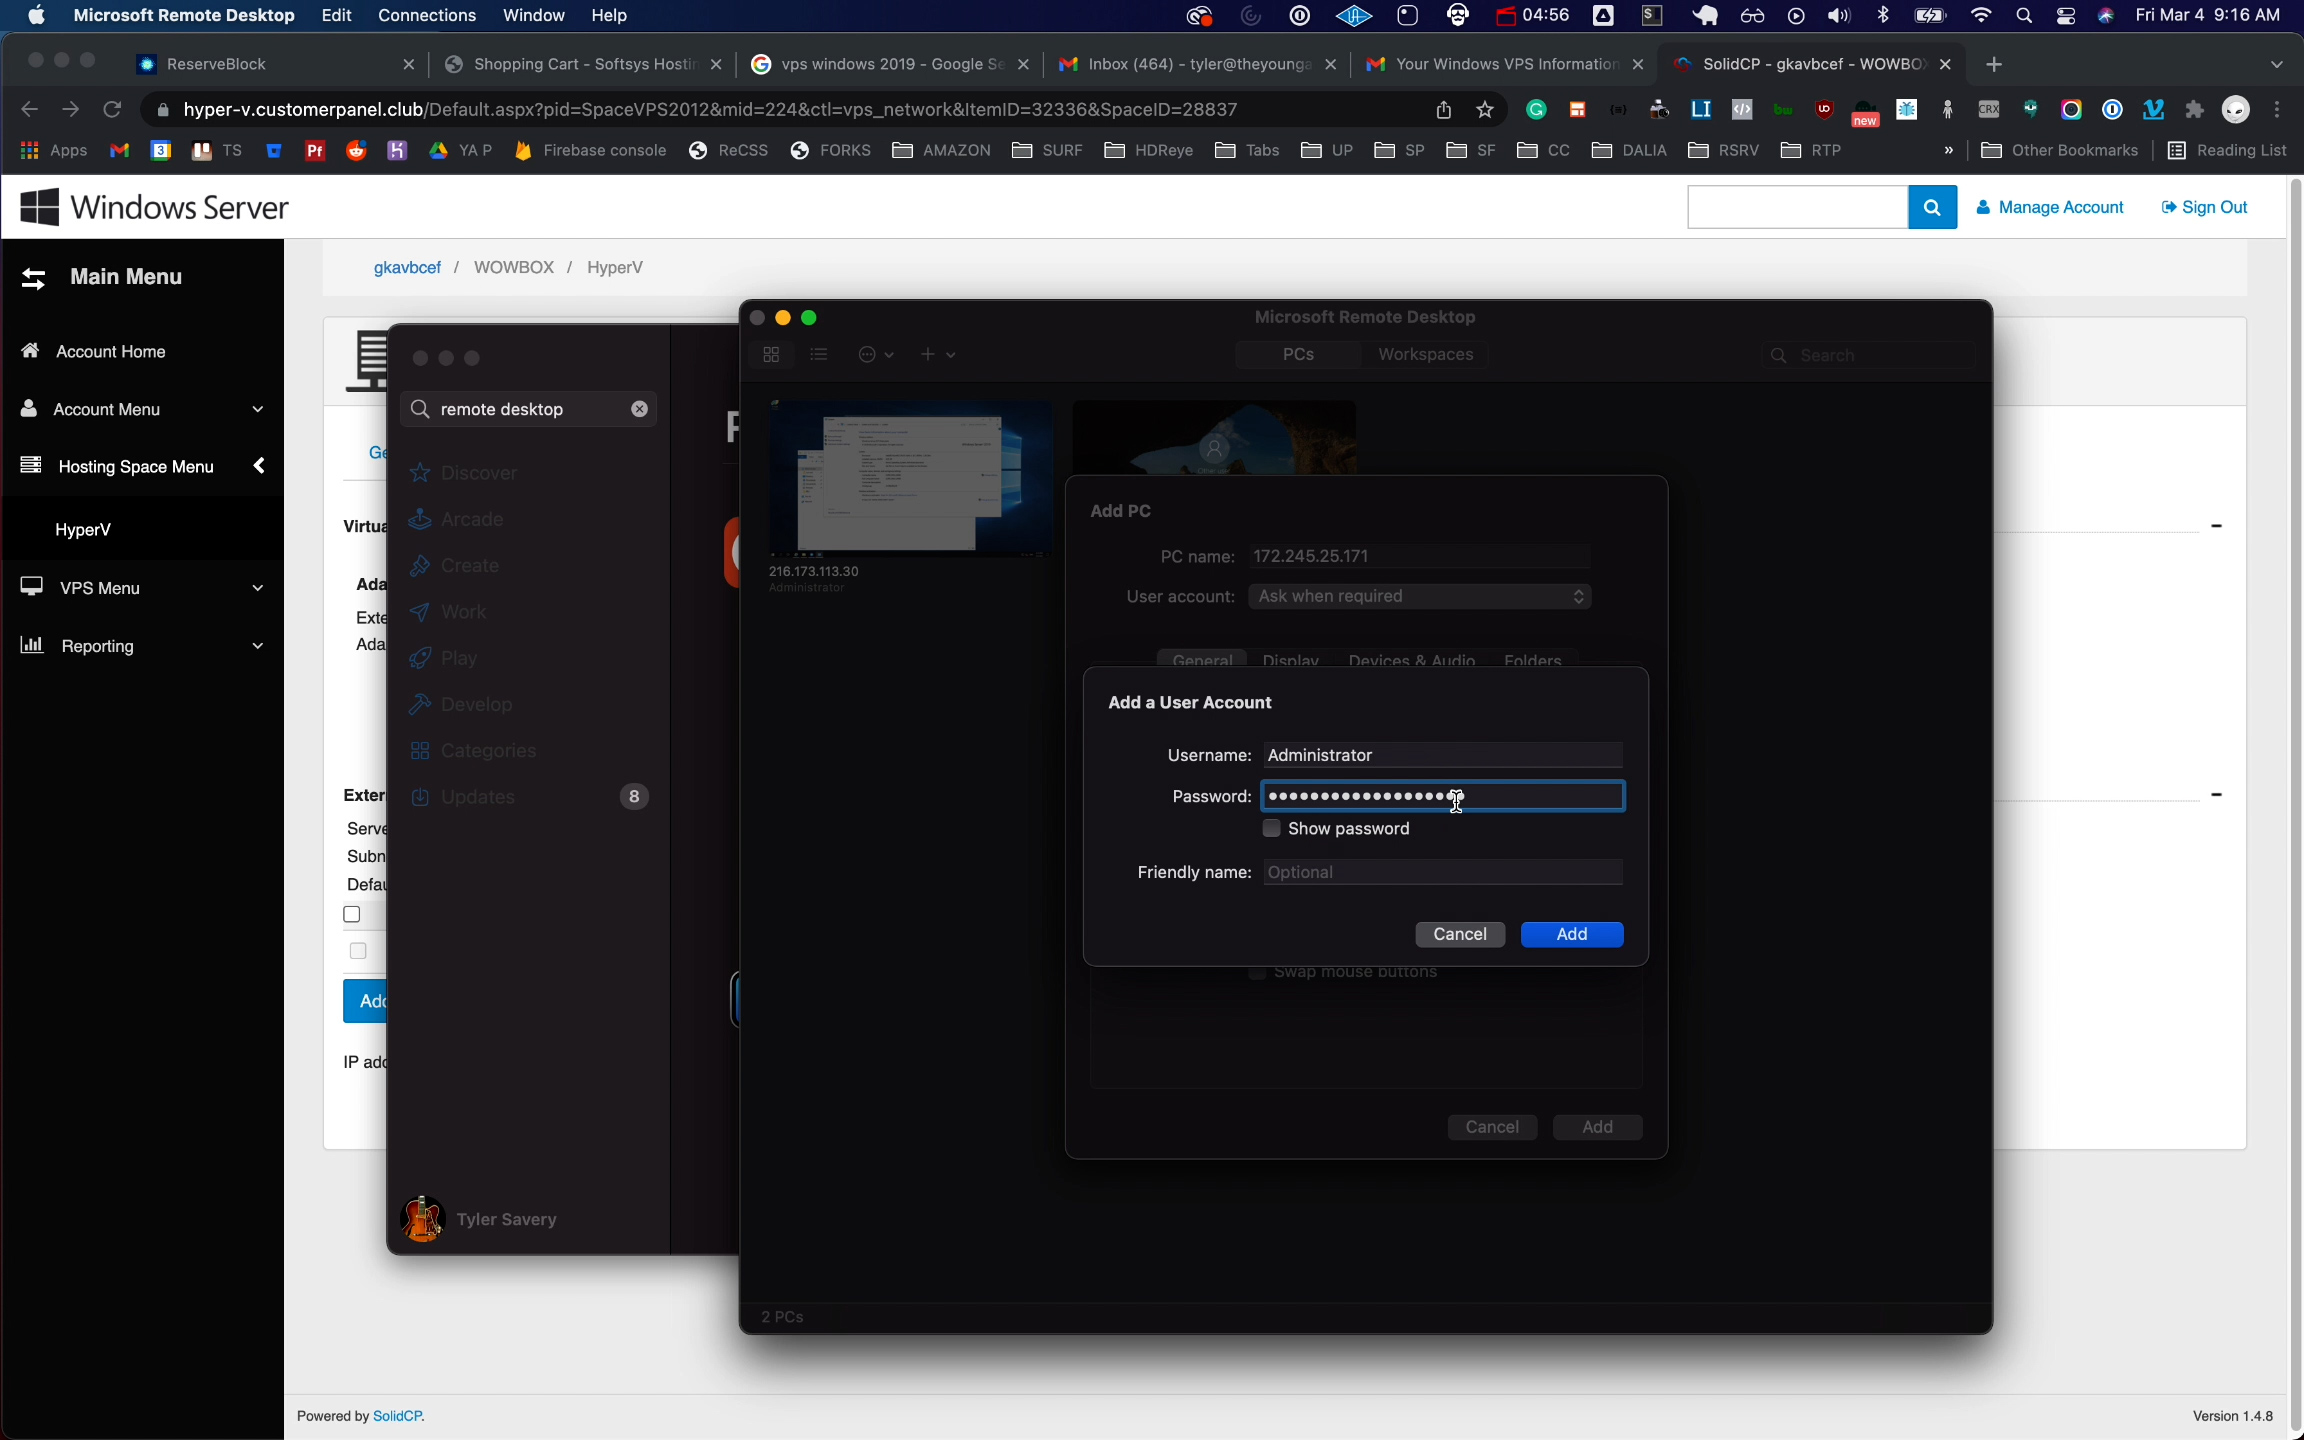 Microsoft Remote Desktop Edit Connections Window Help 04:56 Fri Mar 4 9:16 AM
ReserveBlock
Shopping Cart - Softsys Hostin
vps windows 2019 - Google Se
Inbox (464) - tyler@theyounga
Your Windows VPS Information
SolidCP - gkavbcef - WOWBO
hyper-v.customerpanel.club/Default.aspx?pid=SpaceVPS2012&mid=224&ctl=vps_network&ItemID=32336&SpaceID=28837
new
Apps TS YA P Firebase console ReCSS FORKS AMAZON SURF HDReye Tabs UP SP SF CC DALIA RSRV RTP » Other Bookmarks Reading List
Windows Server
Manage Account Sign Out
Main Menu
Account Home
Account Menu
Hosting Space Menu
HyperV
VPS Menu
Reporting
gkavbcef / WOWBOX / HyperV
Ge
Virtua
Ada
Exte
Ada
Exter
Serve
Subn
Defau
Add
IP add
remote desktop
Discover
Arcade
Create
Work
Play
Develop
Categories
Updates 8
Tyler Savery
Microsoft Remote Desktop
PCs Workspaces
Search
216.173.113.30
Administrator
Add PC
PC name: 172.245.25.171
User account: Ask when required
General Display Devices & Audio Folders
Add a User Account
Username: Administrator
Password: ●●●●●●●●●●●●●●●●●●●
Show password
Friendly name: Optional
Cancel Add
Swap mouse buttons
Cancel Add
2 PCs
Powered by SolidCP.
Version 1.4.8